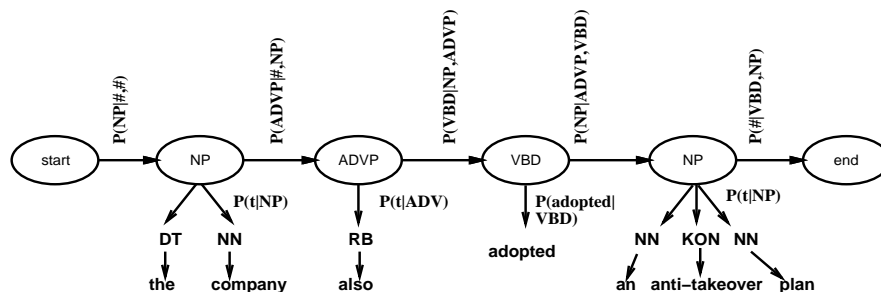 P(NP|#,#)
P(ADVP|#,NP)
P(VBD|NP,ADVP)
P(NP|ADVP,VBD)
P(#|VBD,NP)
start NP ADVP VBD NP end
P(t|NP) P(t|ADV) P(adopted| P(t|NP)
VBD)
DT NN RB adopted NN KON NN
the company also an anti-takeover plan